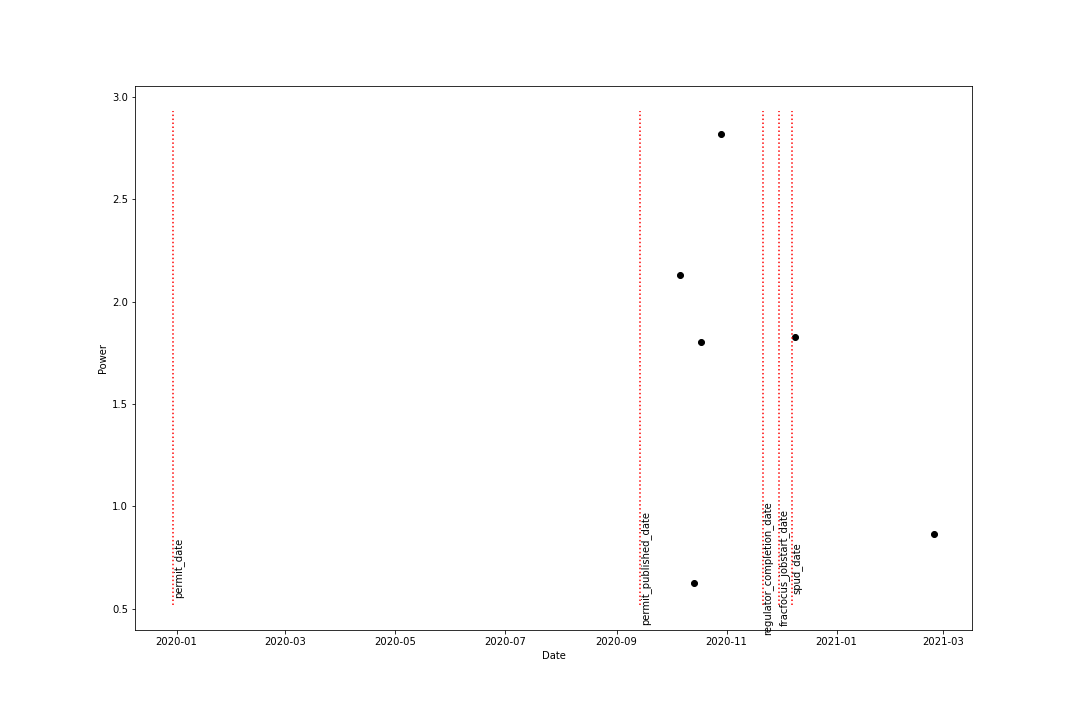 3.0
2.5
2.0
1.5
1.0
0.5
Power
permit_date
permit_published_date
regulator_completion_date
fracfocus_jobstart_date
spud_date
2020-01 2020-03 2020-05 2020-07 2020-09 2020-11 2021-01 2021-03
Date